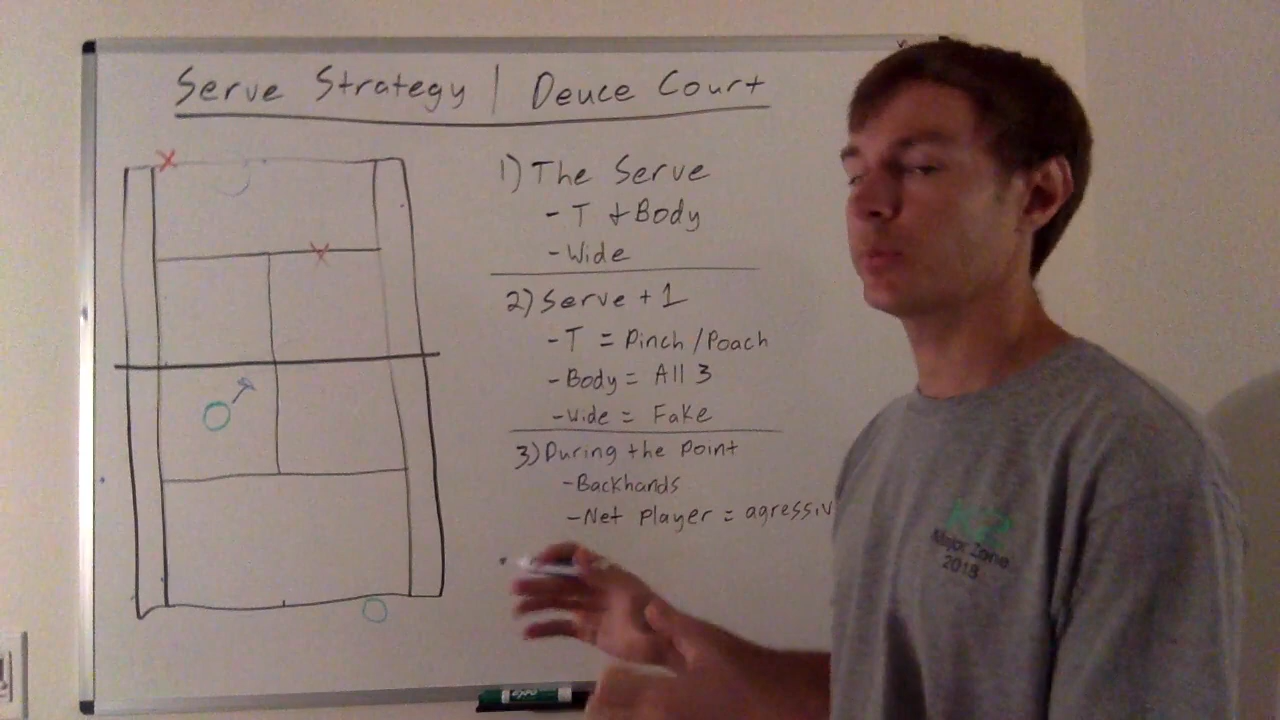 Serve Strategy | Deuce Court
1) The Serve
- T + Body
- Wide
2) Serve + 1
- T = Pinch / Poach
- Body = All 3
- Wide = Fake
3) During the Point
- Backhands
- Net Player = agressiv
Major Zone
2018
expo